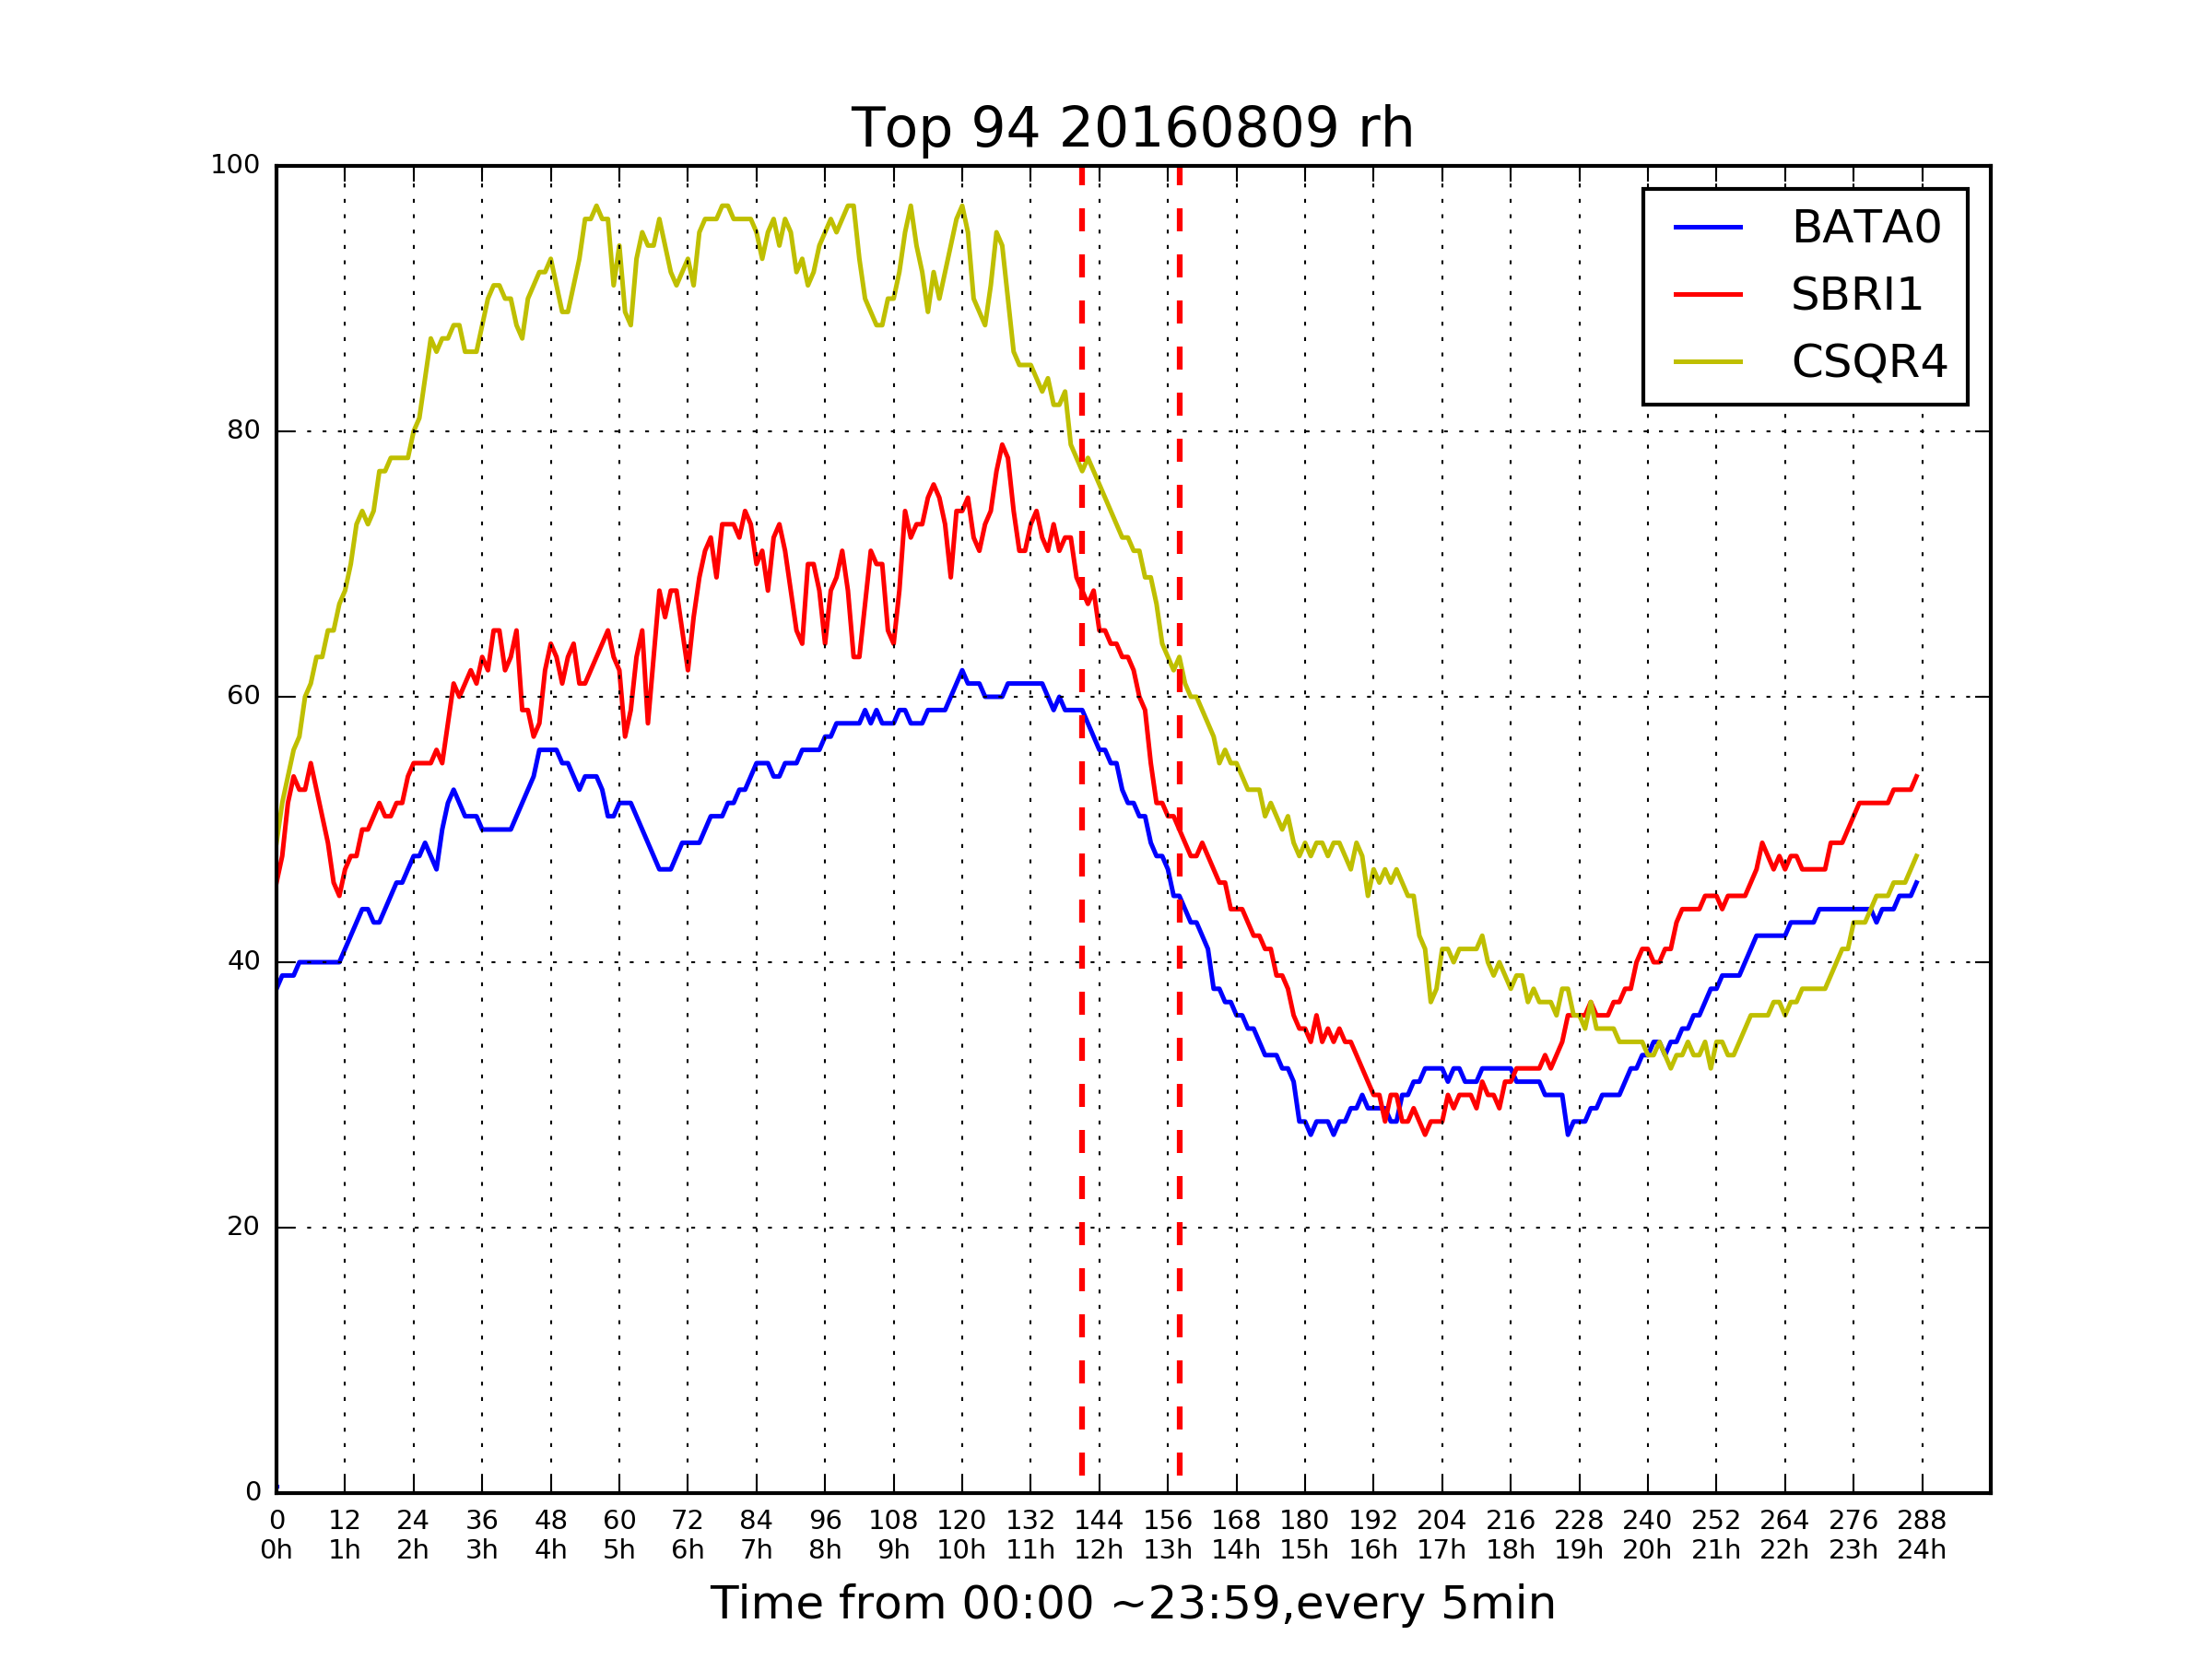 Top 94 20160809 rh
100
80
60
40
20
0
BATA0
SBRI1
CSQR4
0 12 24 36 48 60 72 84 96 108 120 132 144 156 168 180 192 204 216 228 240 252 264 276 288
0h 1h 2h 3h 4h 5h 6h 7h 8h 9h 10h 11h 12h 13h 14h 15h 16h 17h 18h 19h 20h 21h 22h 23h 24h
Time from 00:00 ~23:59,every 5min